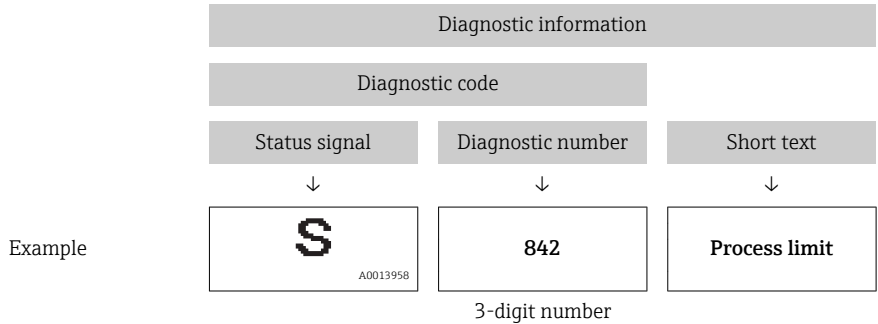 Diagnostic information
Diagnostic code
Status signal Diagnostic number Short text
↓ ↓ ↓
Example S 842 Process limit
A0013958
3-digit number